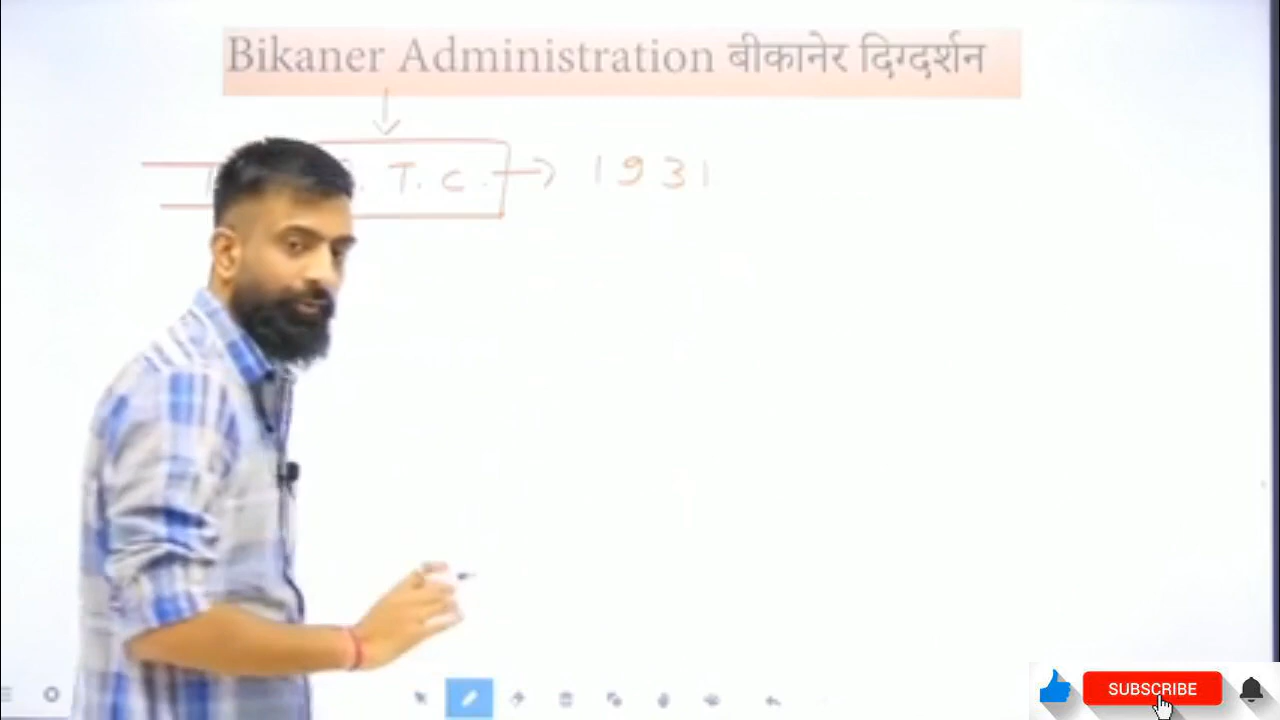 Bikaner Administration बीकानेर दिग्दर्शन
T. C. → 1931
SUBSCRIBE